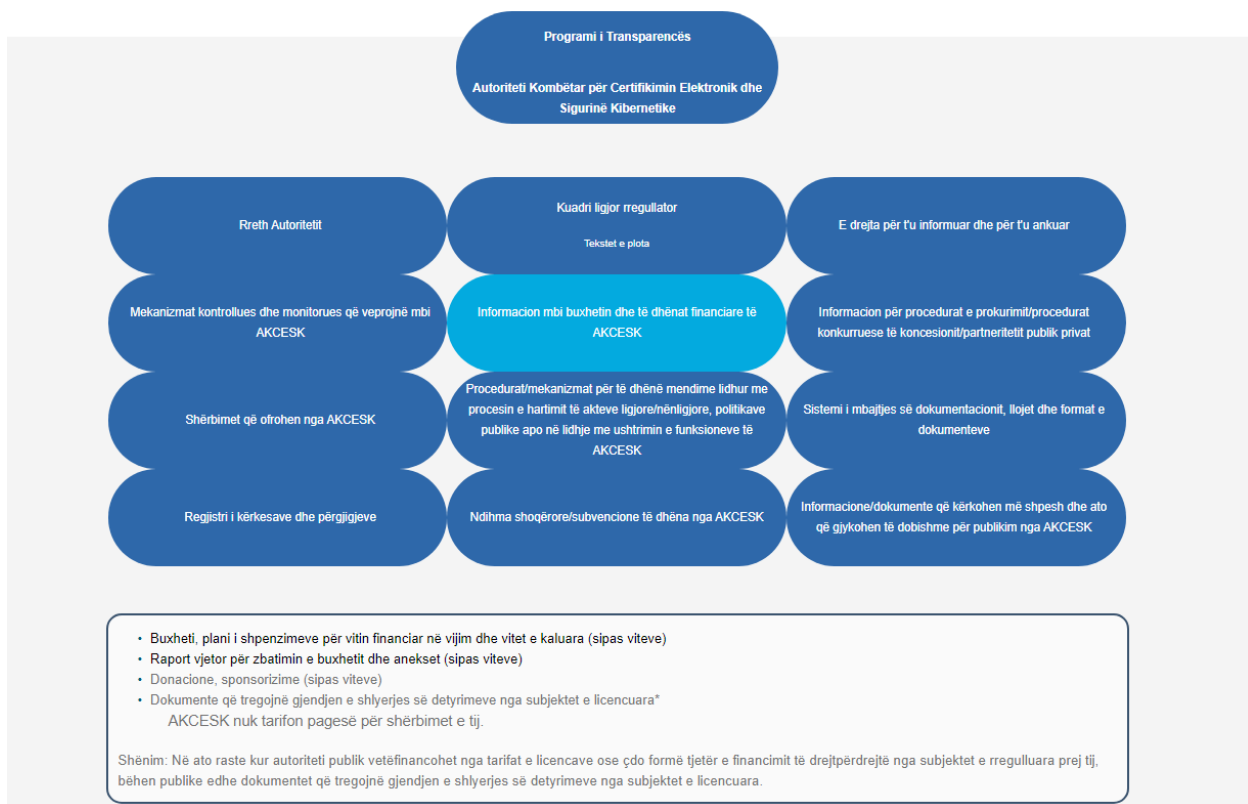 Programi i Transparencës
Autoriteti Kombëtar për Certifikimin Elektronik dhe
Sigurinë Kibernetike
Rreth Autoritetit
Kuadri ligjor rregullator
Tekstet e plota
E drejta për t'u informuar dhe për t'u ankuar
Mekanizmat kontrollues dhe monitorues që veprojnë mbi
AKCESK
Informacion mbi buxhetin dhe të dhënat financiare të
AKCESK
Informacion për procedurat e prokurimit/procedurat
konkurruese të koncesionit/partneritetit publik privat
Shërbimet që ofrohen nga AKCESK
Procedurat/mekanizmat për të dhënë mendime lidhur me
procesin e hartimit të akteve ligjore/nënligjore, politikave
publike apo në lidhje me ushtrimin e funksioneve të
AKCESK
Sistemi i mbajtjes së dokumentacionit, llojet dhe format e
dokumenteve
Regjistri i kërkesave dhe përgjigjeve
Ndihma shoqërore/subvencione të dhëna nga AKCESK
Informacione/dokumente që kërkohen më shpesh dhe ato
që gjykohen të dobishme për publikim nga AKCESK
• Buxheti, plani i shpenzimeve për vitin financiar në vijim dhe vitet e kaluara (sipas viteve)
• Raport vjetor për zbatimin e buxhetit dhe anekset (sipas viteve)
• Donacione, sponsorizime (sipas viteve)
• Dokumente që tregojnë gjendjen e shlyerjes së detyrimeve nga subjektet e licencuara*
AKCESK nuk tarifon pagesë për shërbimet e tij.
Shënim: Në ato raste kur autoriteti publik vetëfinancohet nga tarifat e licencave ose çdo formë tjetër e financimit të drejtpërdrejtë nga subjektet e rregulluara prej tij,
bëhen publike edhe dokumentet që tregojnë gjendjen e shlyerjes së detyrimeve nga subjektet e licencuara.